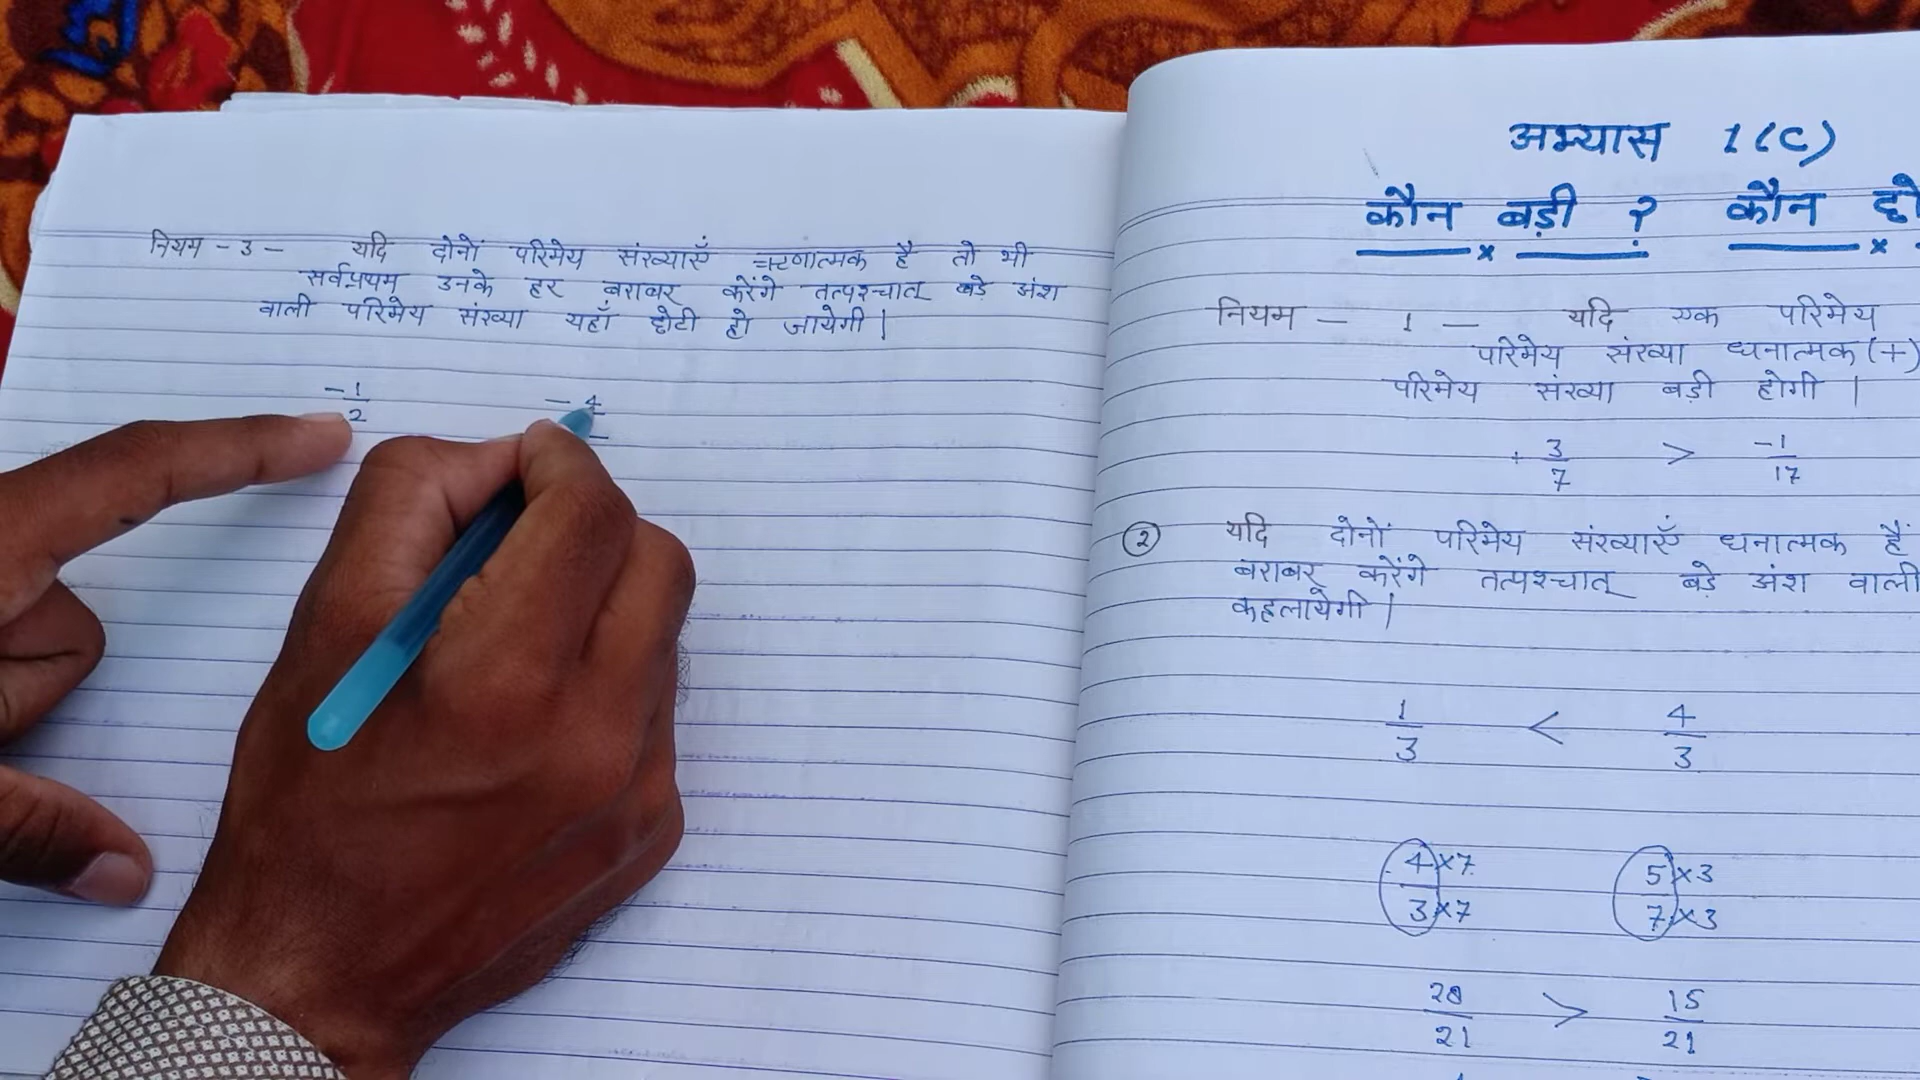 नियम - 3 - यदि दोनों परिमेय संख्याएँ ऋणात्मक है तो भी
सर्वप्रथम उनके हर बराबर करेंगे तत्पश्चात् बड़े अंश
वाली परिमेय संख्या यहाँ छोटी हो जायेगी |
-1/2 -4/
अभ्यास 1(C)
कौन बड़ी ? कौन छो
नियम - 1 - यदि एक परिमेय
परिमेय संख्या धनात्मक (+)
परिमेय संख्या बड़ी होगी |
+ 3/7 > -1/17
② यदि दोनों परिमेय संख्याएँ धनात्मक हैं
बराबर करेंगे तत्पश्चात् बड़े अंश वाली
कहलायेगी |
1/3 < 4/3
4×7 5×3
3×7 7×3
28/21 > 15/21